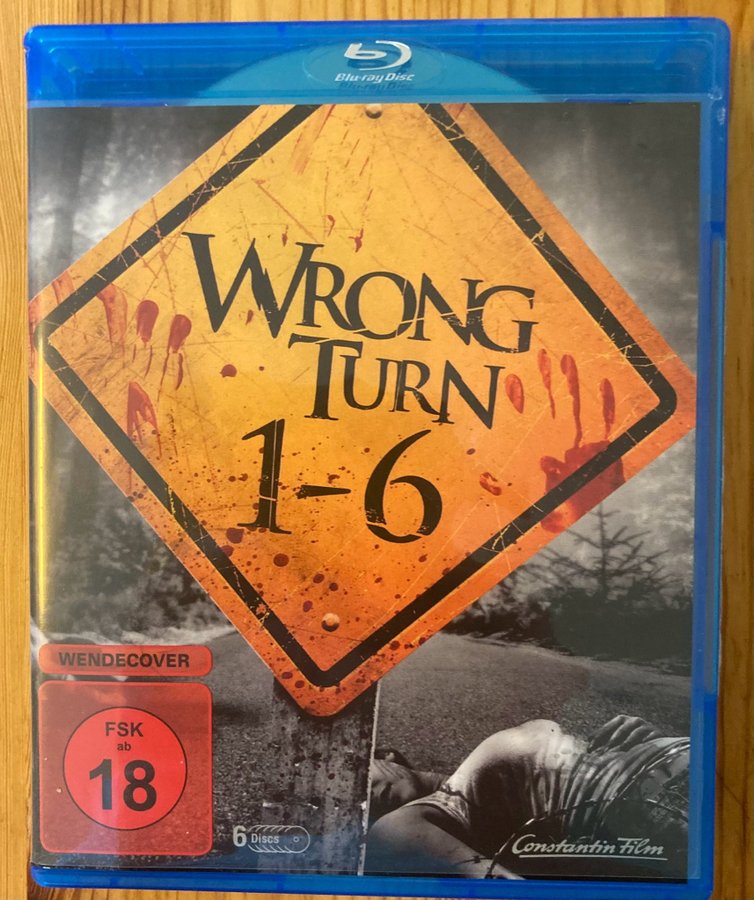 Blu-ray Disc
WRONG
TURN
1-6
WENDECOVER
FSK
ab
18
6 Discs
Constantin Film